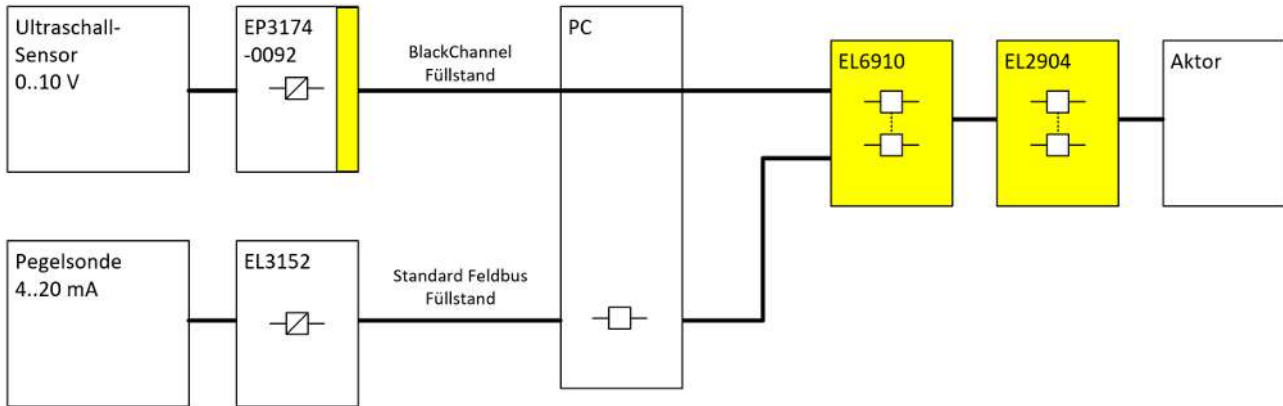 Ultraschall-
Sensor
0..10 V
EP3174
-0092
BlackChannel
Füllstand
PC
EL6910
EL2904
Aktor
Pegelsonde
4..20 mA
EL3152
Standard Feldbus
Füllstand